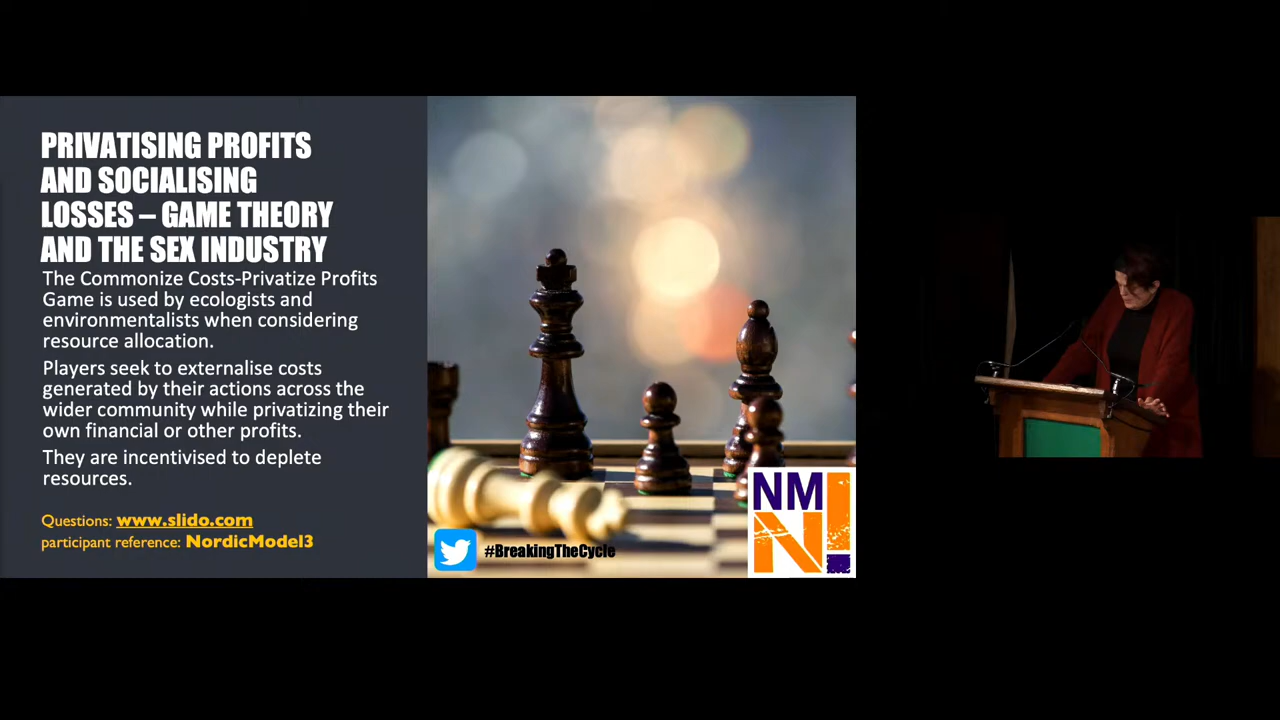 PRIVATISING PROFITS
AND SOCIALISING
LOSSES – GAME THEORY
AND THE SEX INDUSTRY
The Commonize Costs-Privatize Profits
Game is used by ecologists and
environmentalists when considering
resource allocation.
Players seek to externalise costs
generated by their actions across the
wider community while privatizing their
own financial or other profits.
They are incentivised to deplete
resources.
Questions: www.slido.com
participant reference: NordicModel3
#BreakingTheCycle
NM
N!